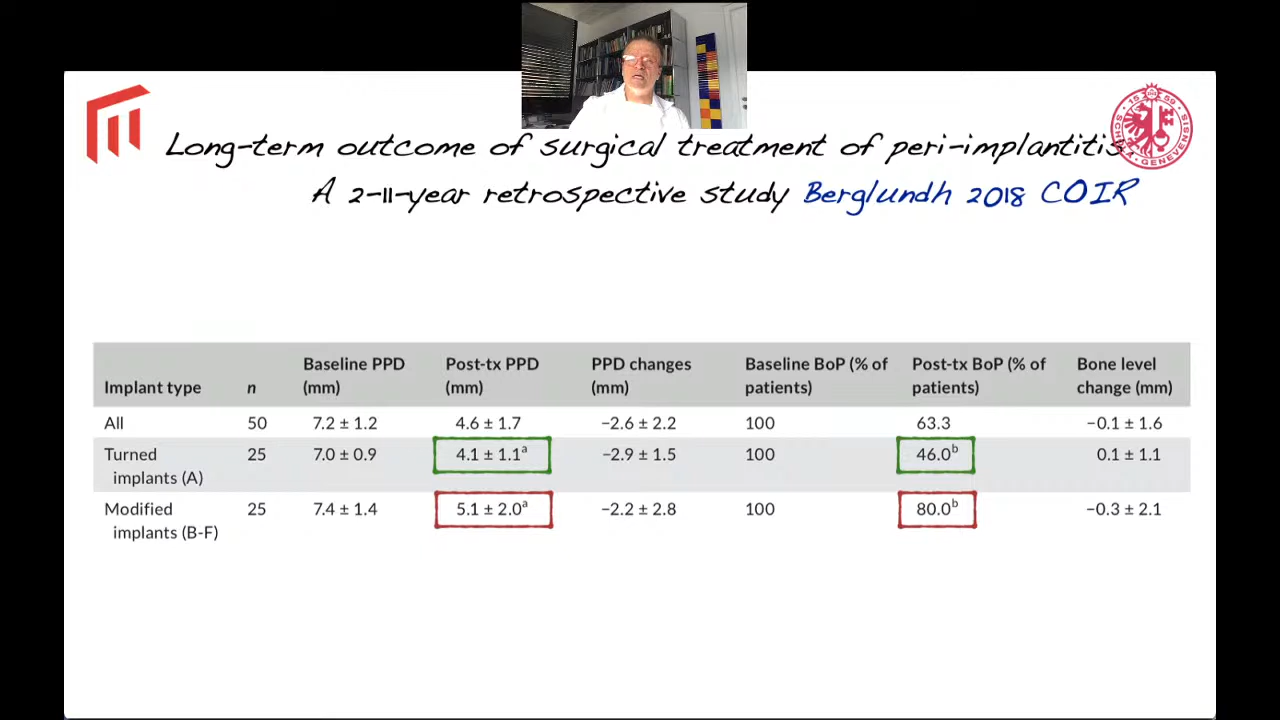 Long-term outcome of surgical treatment of peri-implantitis
A 2-11-year retrospective study Berglundh 2018 COIR
Implant type n Baseline PPD (mm) Post-tx PPD (mm) PPD changes (mm) Baseline BoP (% of patients) Post-tx BoP (% of patients) Bone level change (mm)
All 50 7.2 ± 1.2 4.6 ± 1.7 −2.6 ± 2.2 100 63.3 −0.1 ± 1.6
Turned implants (A) 25 7.0 ± 0.9 4.1 ± 1.1ᵃ −2.9 ± 1.5 100 46.0ᵇ 0.1 ± 1.1
Modified implants (B-F) 25 7.4 ± 1.4 5.1 ± 2.0ᵃ −2.2 ± 2.8 100 80.0ᵇ −0.3 ± 2.1